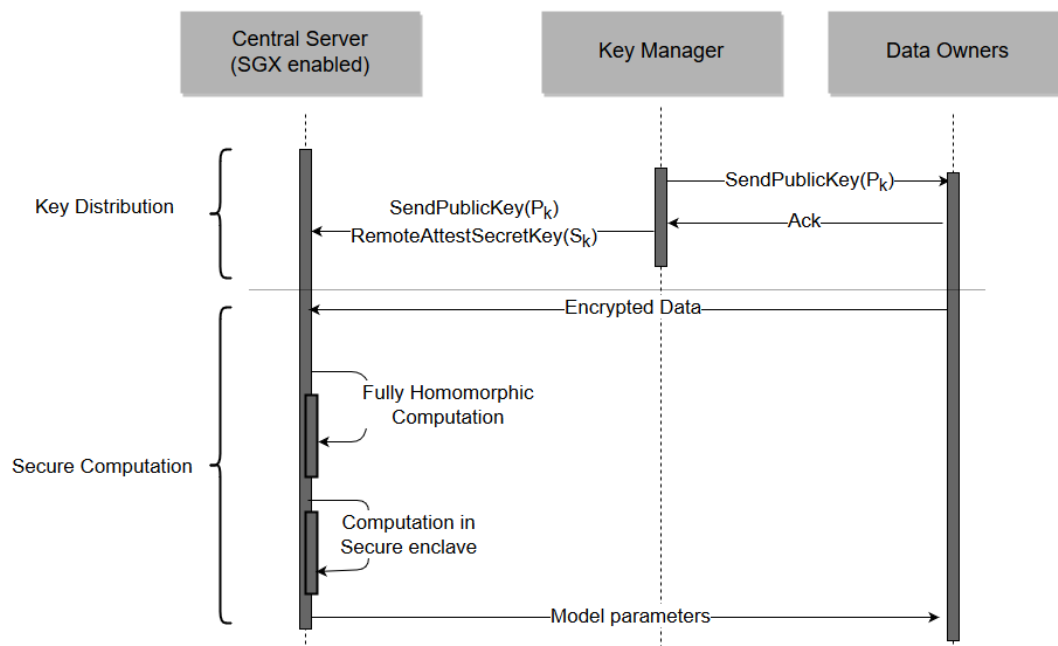 Central Server
(SGX enabled)
Key Manager
Data Owners
Key Distribution
SendPublicKey(Pk)
Ack
SendPublicKey(Pk)
RemoteAttestSecretKey(Sk)
Encrypted Data
Fully Homomorphic
Computation
Secure Computation
Computation in
Secure enclave
Model parameters